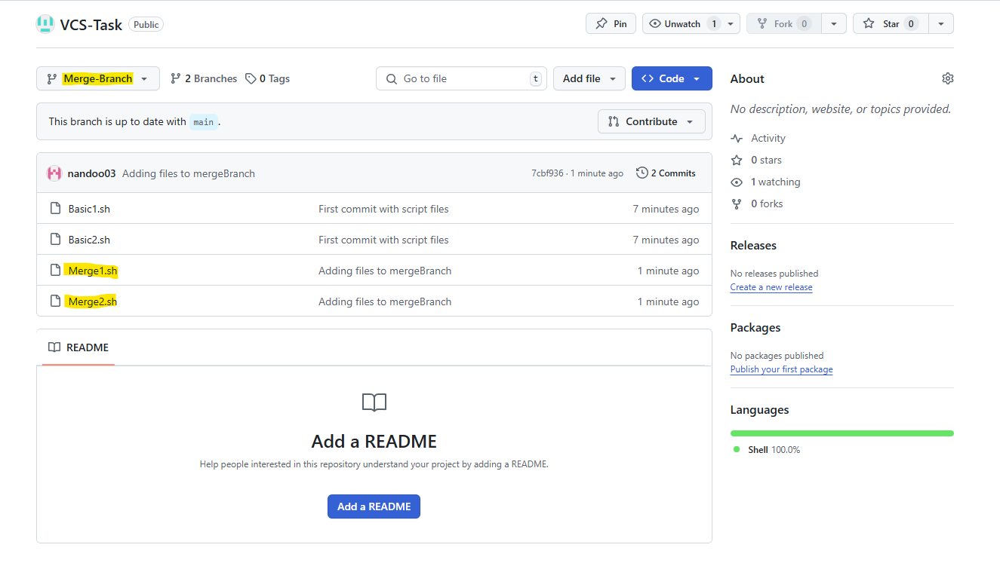 VCS-Task Public Pin Unwatch 1 Fork 0 Star 0
Merge-Branch 2 Branches 0 Tags Go to file t Add file <> Code
This branch is up to date with main . Contribute
nandoo03 Adding files to mergeBranch 7cbf936 · 1 minute ago 2 Commits
Basic1.sh First commit with script files 7 minutes ago
Basic2.sh First commit with script files 7 minutes ago
Merge1.sh Adding files to mergeBranch 1 minute ago
Merge2.sh Adding files to mergeBranch 1 minute ago
README
Add a README
Help people interested in this repository understand your project by adding a README.
Add a README
About
No description, website, or topics provided.
Activity
0 stars
1 watching
0 forks
Releases
No releases published
Create a new release
Packages
No packages published
Publish your first package
Languages
Shell 100.0%